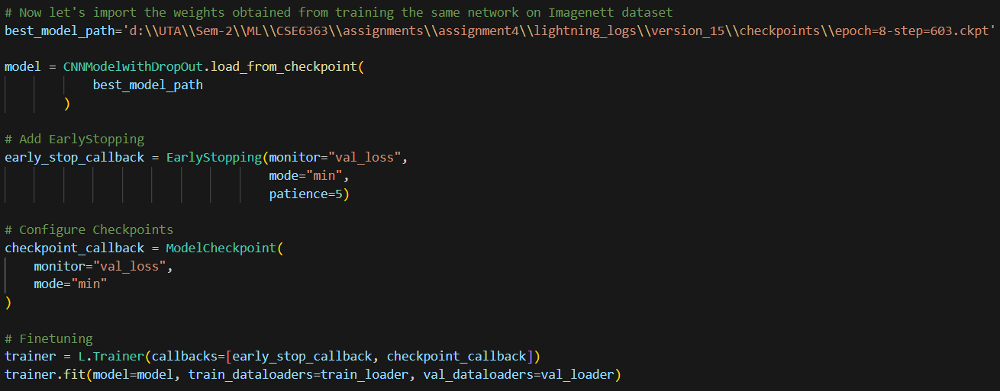 # Now let's import the weights obtained from training the same network on Imagenett dataset
best_model_path='d:\\UTA\\Sem-2\\ML\\CSE6363\\assignments\\assignment4\\lightning_logs\\version_15\\checkpoints\\epoch=8-step=603.ckpt'

model = CNNModelwithDropOut.load_from_checkpoint(
            best_model_path
        )

# Add EarlyStopping
early_stop_callback = EarlyStopping(monitor="val_loss",
                                    mode="min",
                                    patience=5)

# Configure Checkpoints
checkpoint_callback = ModelCheckpoint(
    monitor="val_loss",
    mode="min"
)

# Finetuning
trainer = L.Trainer(callbacks=[early_stop_callback, checkpoint_callback])
trainer.fit(model=model, train_dataloaders=train_loader, val_dataloaders=val_loader)